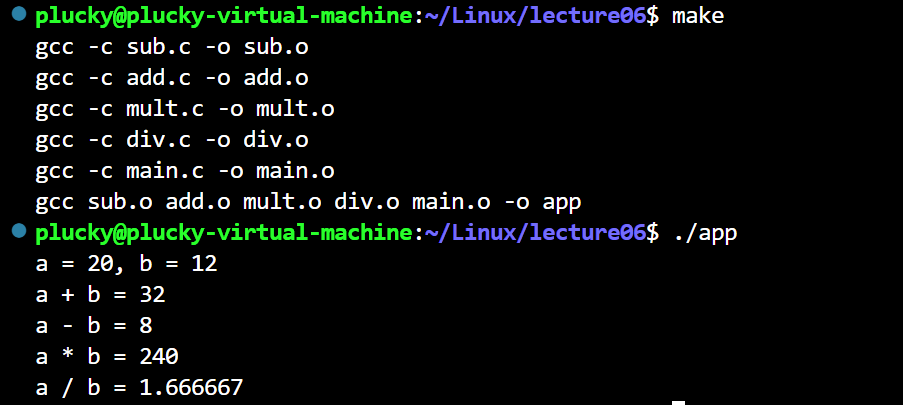 plucky@plucky-virtual-machine:~/Linux/lecture06$ make
gcc -c sub.c -o sub.o
gcc -c add.c -o add.o
gcc -c mult.c -o mult.o
gcc -c div.c -o div.o
gcc -c main.c -o main.o
gcc sub.o add.o mult.o div.o main.o -o app
plucky@plucky-virtual-machine:~/Linux/lecture06$ ./app
a = 20, b = 12
a + b = 32
a - b = 8
a * b = 240
a / b = 1.666667